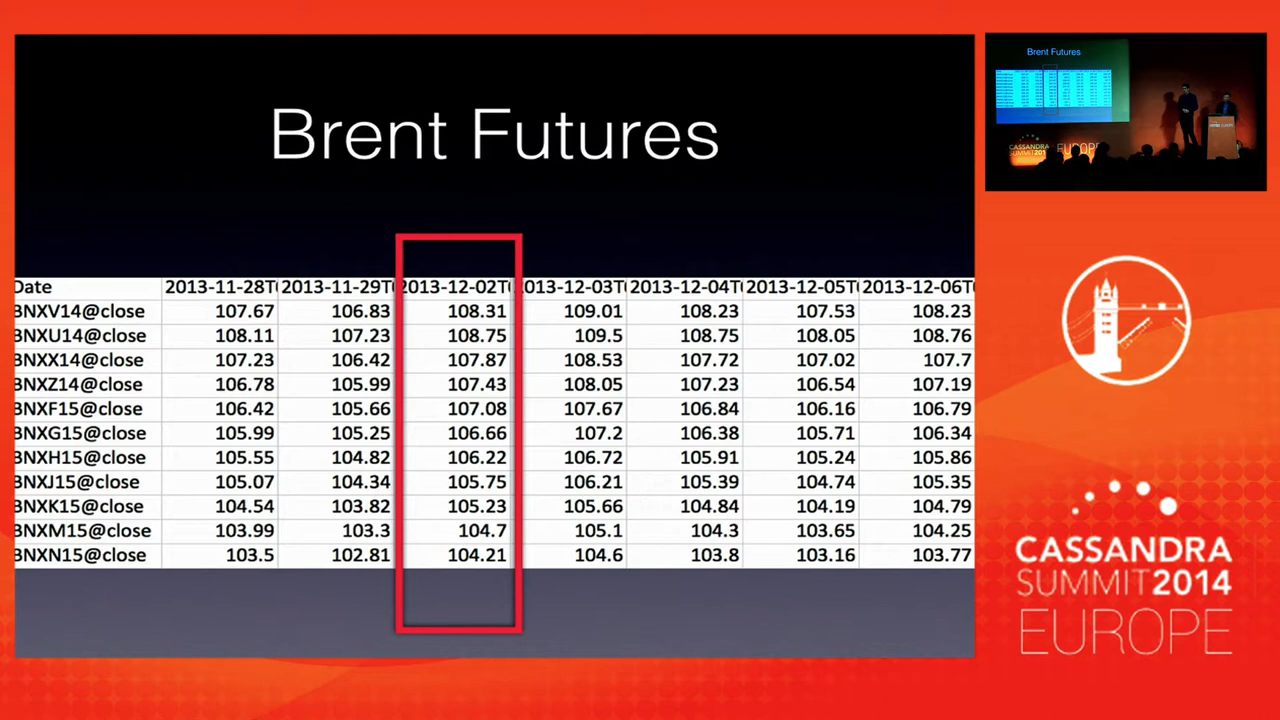 Brent Futures
Date 2013-11-28T 2013-11-29T 2013-12-02T 2013-12-03T 2013-12-04T 2013-12-05T 2013-12-06T
BNXV14@close 107.67 106.83 108.31 109.01 108.23 107.53 108.23
BNXU14@close 108.11 107.23 108.75 109.5 108.75 108.05 108.76
BNXX14@close 107.23 106.42 107.87 108.53 107.72 107.02 107.7
BNXZ14@close 106.78 105.99 107.43 108.05 107.23 106.54 107.19
BNXF15@close 106.42 105.66 107.08 107.67 106.84 106.16 106.79
BNXG15@close 105.99 105.25 106.66 107.2 106.38 105.71 106.34
BNXH15@close 105.55 104.82 106.22 106.72 105.91 105.24 105.86
BNXJ15@close 105.07 104.34 105.75 106.21 105.39 104.74 105.35
BNXK15@close 104.54 103.82 105.23 105.66 104.84 104.19 104.79
BNXM15@close 103.99 103.3 104.7 105.1 104.3 103.65 104.25
BNXN15@close 103.5 102.81 104.21 104.6 103.8 103.16 103.77
Brent Futures
CASSANDRA
SUMMIT2014
EUROPE
CASSANDRA
SUMMIT2014
EUROPE